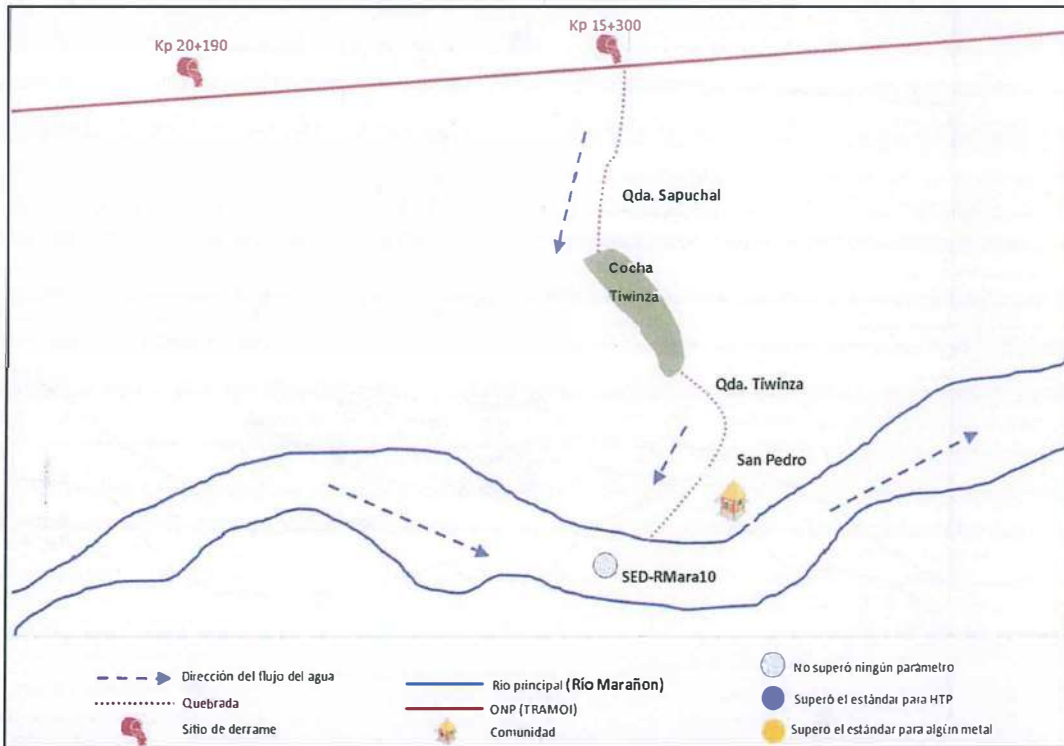 Kp 20+190
Kp 15+300
Qda. Sapuchal
Cocha
Tiwinza
Qda. Tiwinza
San Pedro
SED-RMara10
Dirección del flujo del agua
Quebrada
Sitio de derrame
Río principal (Río Marañon)
ONP (TRAMOI)
Comunidad
No superó ningún parámetro
Superó el estándar para HTP
Superó el estándar para algún metal